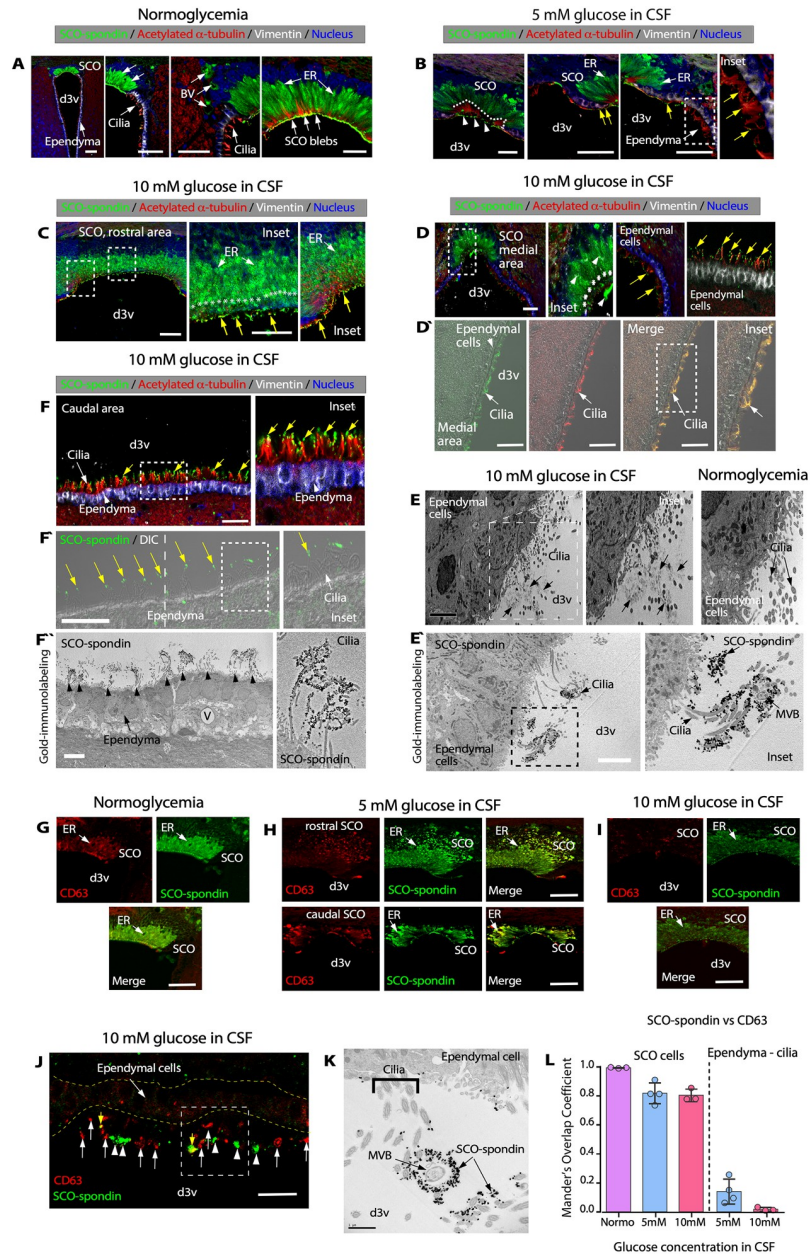 Normoglycemia
SCO-spondin / Acetylated α-tubulin / Vimentin / Nucleus
A
SCO
d3v
Ependyma
Cilia
BV
ER
Cilia
ER
SCO blebs
5 mM glucose in CSF
SCO-spondin / Acetylated α-tubulin / Vimentin / Nucleus
B
SCO
d3v
ER
SCO
d3v
ER
d3v
Ependyma
Inset
10 mM glucose in CSF
SCO-spondin / Acetylated α-tubulin / Vimentin / Nucleus
C
SCO, rostral area
d3v
Inset
ER
ER
Inset
10 mM glucose in CSF
SCO-spondin / Acetylated α-tubulin / Vimentin / Nucleus
D
SCO
medial
area
d3v
Inset
Ependymal
cells
Ependymal
cells
D`
Ependymal
cells
d3v
Cilia
Medial
area
Cilia
Merge
Cilia
Inset
10 mM glucose in CSF
SCO-spondin / Acetylated α-tubulin / Vimentin / Nucleus
F
Caudal area
d3v
Cilia
Ependyma
Inset
F`
SCO-spondin / DIC
Ependyma
Cilia
Inset
F``
Gold-immunolabeling
SCO-spondin
Ependyma
V
Cilia
SCO-spondin
10 mM glucose in CSF
Normoglycemia
E
Ependymal
cells
Cilia
d3v
Inset
Cilia
Ependymal
cells
E`
Gold-immunolabeling
SCO-spondin
Cilia
d3v
Ependymal
cells
SCO-spondin
MVB
Cilia
Inset
Normoglycemia
G
ER
SCO
d3v
CD63
SCO
SCO-spondin
ER
SCO
Merge
5 mM glucose in CSF
H
rostral SCO
CD63
d3v
ER
SCO
SCO-spondin
ER
SCO
Merge
caudal SCO
CD63
d3v
ER
SCO
SCO-spondin
ER
SCO
Merge
10 mM glucose in CSF
I
SCO
CD63
d3v
ER
SCO
SCO-spondin
ER
SCO
d3v
Merge
10 mM glucose in CSF
J
Ependymal cells
CD63
SCO-spondin
d3v
K
Cilia
Ependymal cell
MVB
SCO-spondin
d3v
SCO-spondin vs CD63
L
SCO cells
Ependyma - cilia
Mander's Overlap Coefficient
1.0
0.8
0.6
0.4
0.2
0.0
Normo
5mM
10mM
5mM
10mM
Glucose concentration in CSF